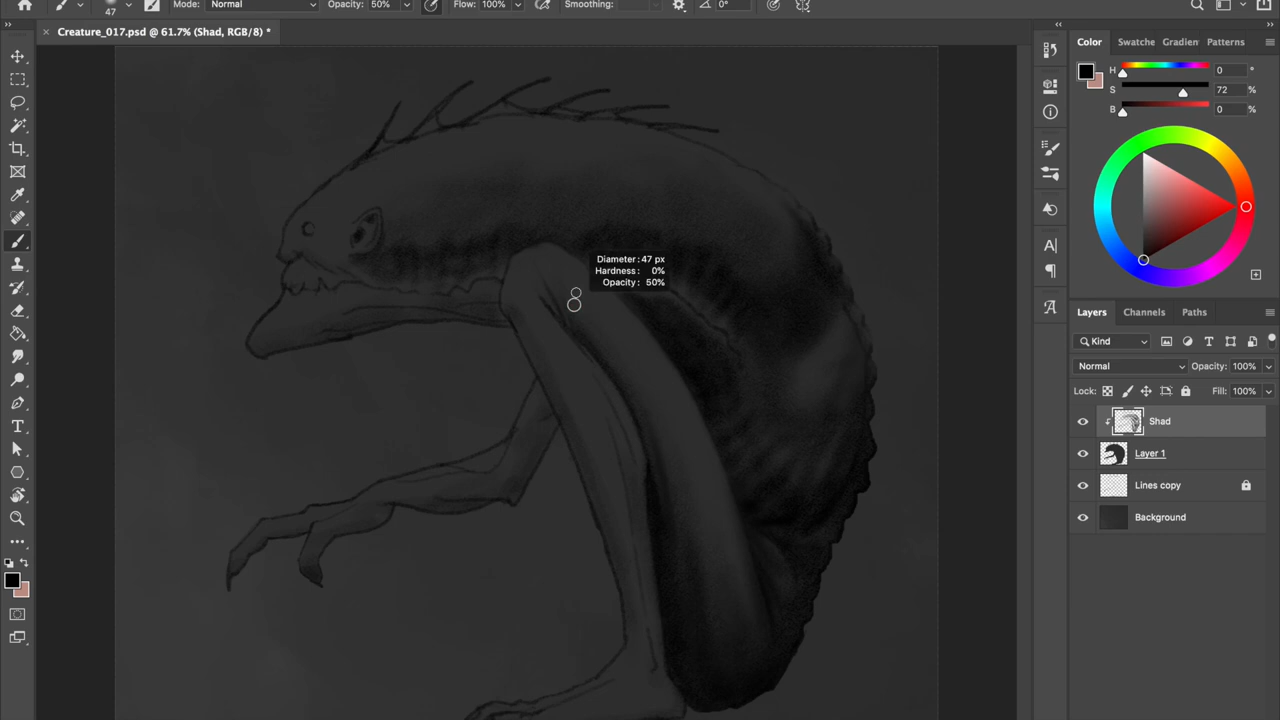 47 Mode: Normal Opacity: 50% Flow: 100% Smoothing: 0°
Creature_017.psd @ 61.7% (Shad, RGB/8) *
Color Swatche Gradien Patterns
H 0 °
S 72 %
B 0 %
Diameter: 47 px
Hardness: 0%
Opacity: 50%
Layers Channels Paths
Kind
Normal Opacity: 100%
Lock: Fill: 100%
Shad
Layer 1
Lines copy
Background